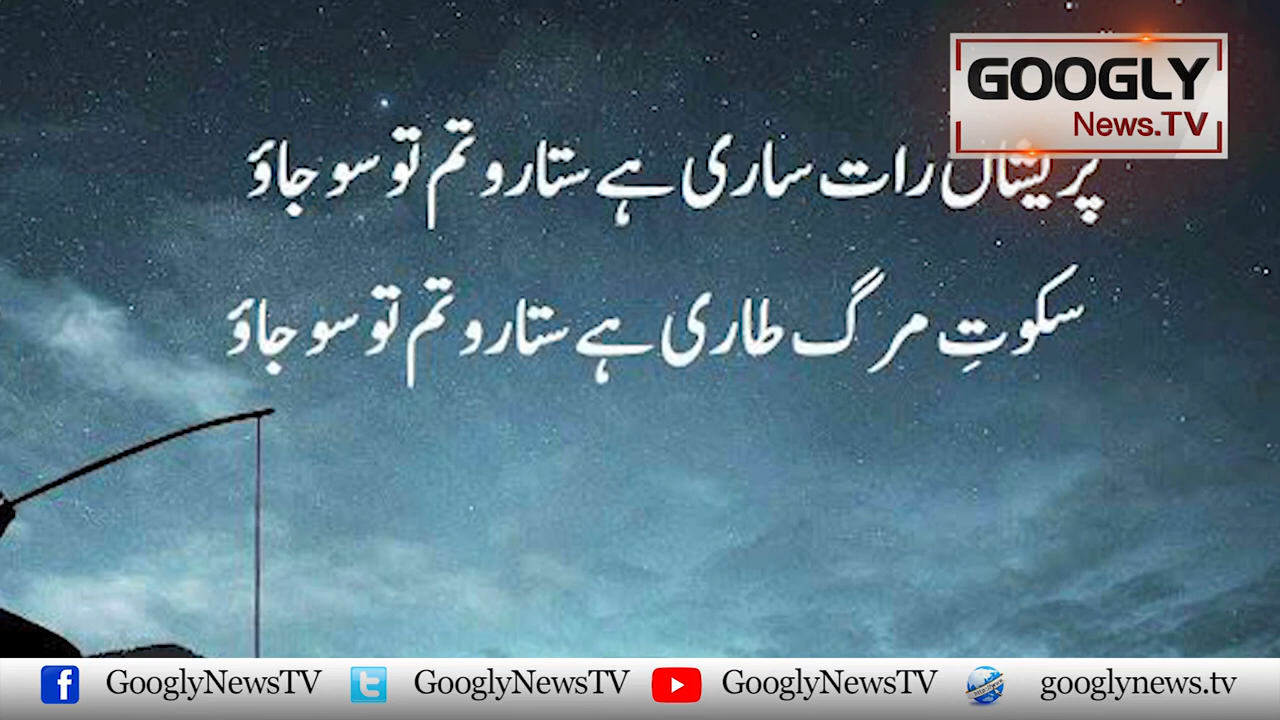 GOOGLY
News.TV
پریشاں رات ساری ہے ستارو تم تو سو جاؤ
سکوتِ مرگ طاری ہے ستارو تم تو سو جاؤ
GooglyNewsTV GooglyNewsTV GooglyNewsTV googlynews.tv